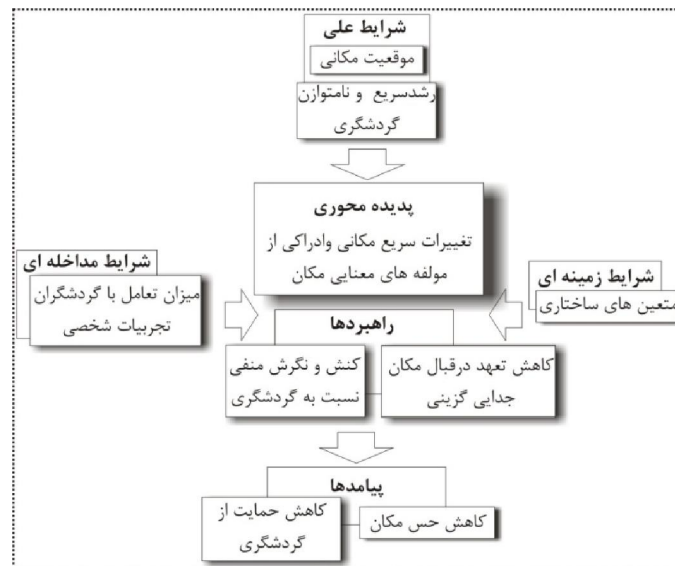 شرایط علی
موقعیت مکانی
رشدسریع و نامتوازن
گردشگری
پدیده محوری
تغییرات سریع مکانی وادراکی از
مولفه های معنایی مکان
شرایط زمینه ای
متعین های ساختاری
شرایط مداخله ای
میزان تعامل با گردشگران
تجربیات شخصی
راهبردها
کاهش تعهد درقبال مکان
جدایی گزینی
کنش و نگرش منفی
نسبت به گردشگری
پیامدها
کاهش حس مکان
کاهش حمایت از
گردشگری